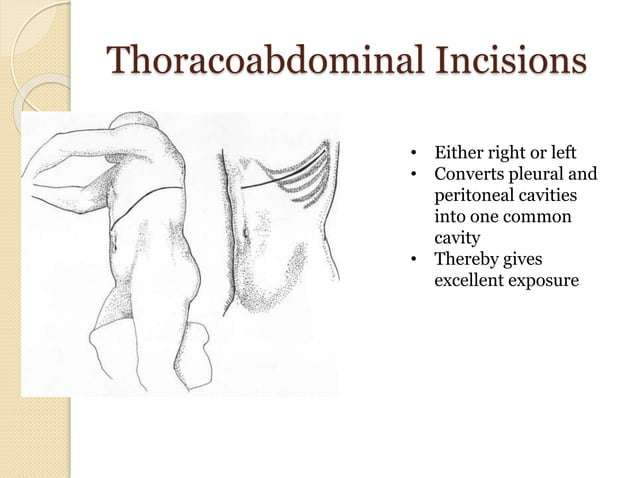 Thoracoabdominal Incisions
• Either right or left
• Converts pleural and
peritoneal cavities
into one common
cavity
• Thereby gives
excellent exposure